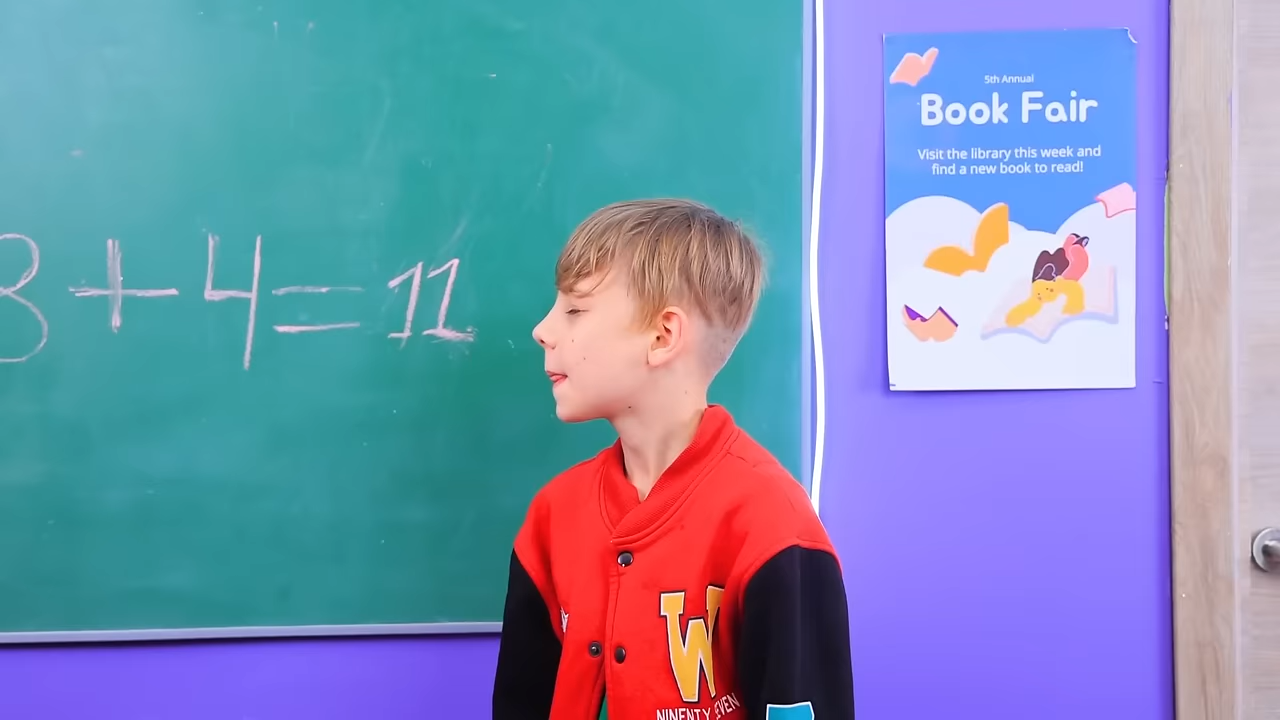 3 + 4 = 11
5th Annual
Book Fair
Visit the library this week and
find a new book to read!
W
NINENTY SEVEN